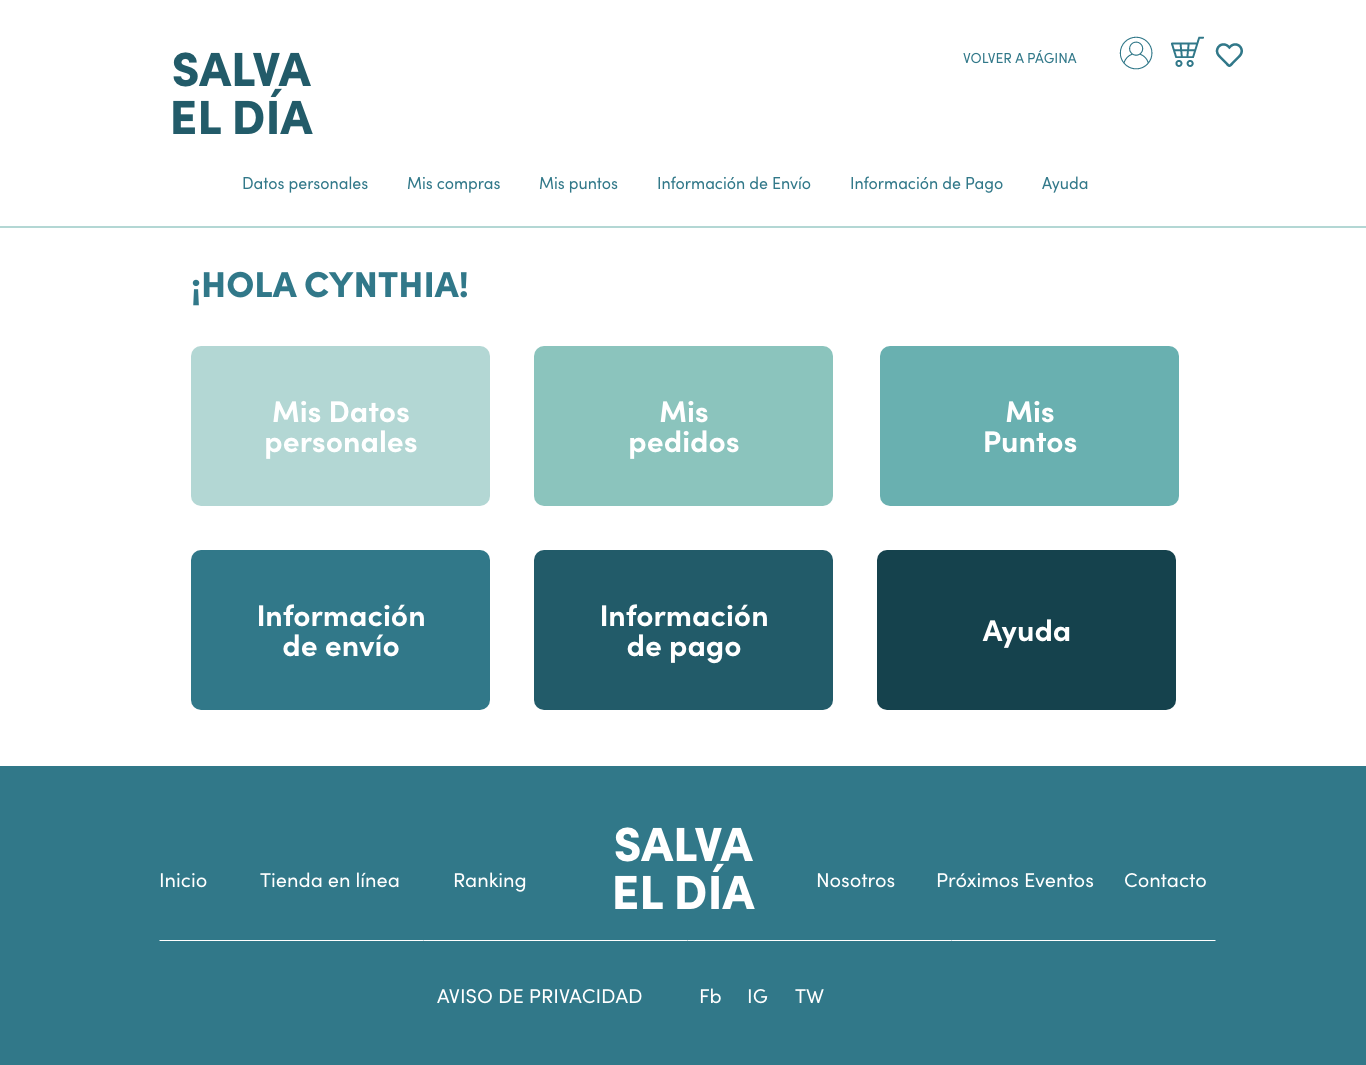 SALVA
EL DÍA
VOLVER A PÁGINA
Datos personales Mis compras Mis puntos Información de Envío Información de Pago Ayuda
¡HOLA CYNTHIA!
Mis Datos
personales
Mis
pedidos
Mis
Puntos
Información
de envío
Información
de pago
Ayuda
Inicio Tienda en línea Ranking
SALVA
EL DÍA
Nosotros Próximos Eventos Contacto
AVISO DE PRIVACIDAD Fb IG TW